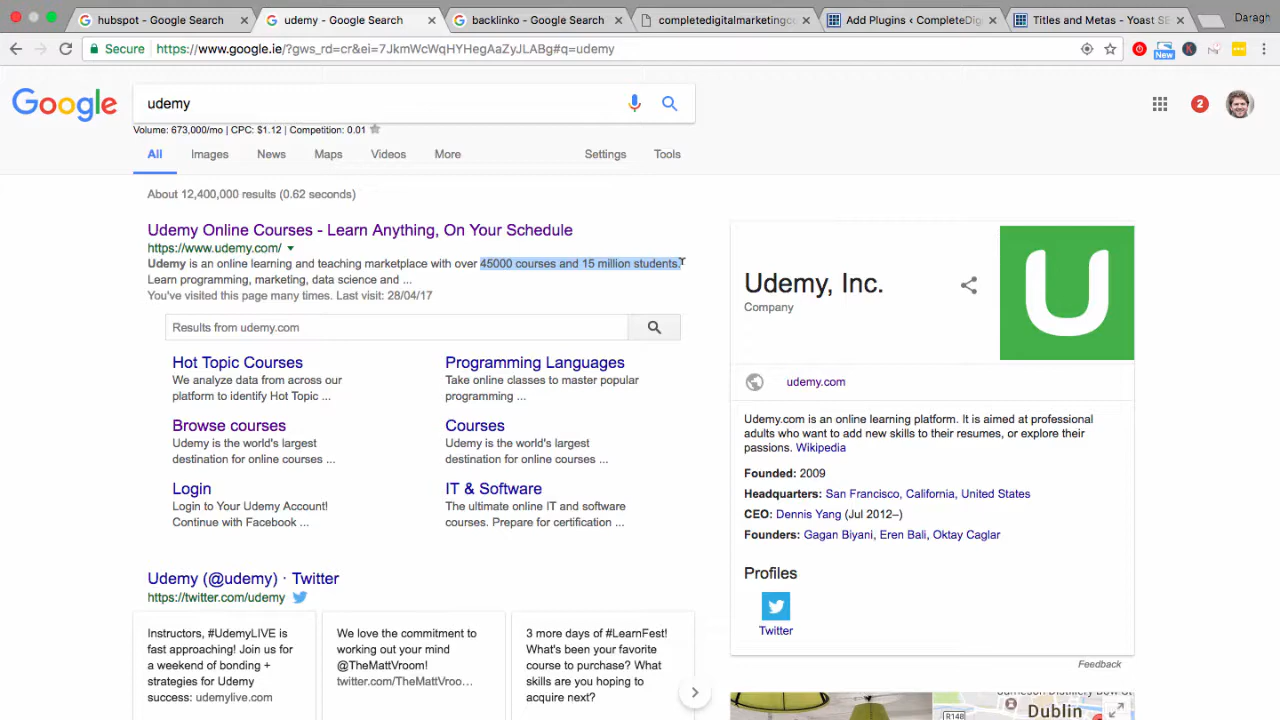 hubspot - Google Search
udemy - Google Search
backlinko - Google Search
completedigitalmarketingco
Add Plugins ‹ CompleteDig
Titles and Metas - Yoast SE
Daragh
Secure
https://www.google.ie/?gws_rd=cr&ei=7JkmWcWqHYHegAaZyJLABg#q=udemy
New
K
Google
udemy
2
Volume: 673,000/mo | CPC: $1.12 | Competition: 0.01
All
Images
News
Maps
Videos
More
Settings
Tools
About 12,400,000 results (0.62 seconds)
Udemy Online Courses - Learn Anything, On Your Schedule
https://www.udemy.com/
Udemy is an online learning and teaching marketplace with over 45000 courses and 15 million students.
Learn programming, marketing, data science and ...
You've visited this page many times. Last visit: 28/04/17
Results from udemy.com
Hot Topic Courses
We analyze data from across our
platform to identify Hot Topic ...
Programming Languages
Take online classes to master popular
programming ...
Browse courses
Udemy is the world's largest
destination for online courses ...
Courses
Udemy is the world's largest
destination for online courses ...
Login
Login to Your Udemy Account!
Continue with Facebook ...
IT & Software
The ultimate online IT and software
courses. Prepare for certification ...
Udemy (@udemy) · Twitter
https://twitter.com/udemy
Instructors, #UdemyLIVE is
fast approaching! Join us for
a weekend of bonding +
strategies for Udemy
success: udemylive.com
We love the commitment to
working out your mind
@TheMattVroom!
twitter.com/TheMattVroo...
3 more days of #LearnFest!
What's been your favorite
course to purchase? What
skills are you hoping to
acquire next?
Udemy, Inc.
Company
U
udemy.com
Udemy.com is an online learning platform. It is aimed at professional
adults who want to add new skills to their resumes, or explore their
passions. Wikipedia
Founded: 2009
Headquarters: San Francisco, California, United States
CEO: Dennis Yang (Jul 2012–)
Founders: Gagan Biyani, Eren Bali, Oktay Caglar
Profiles
Twitter
Feedback
R148
Dublin